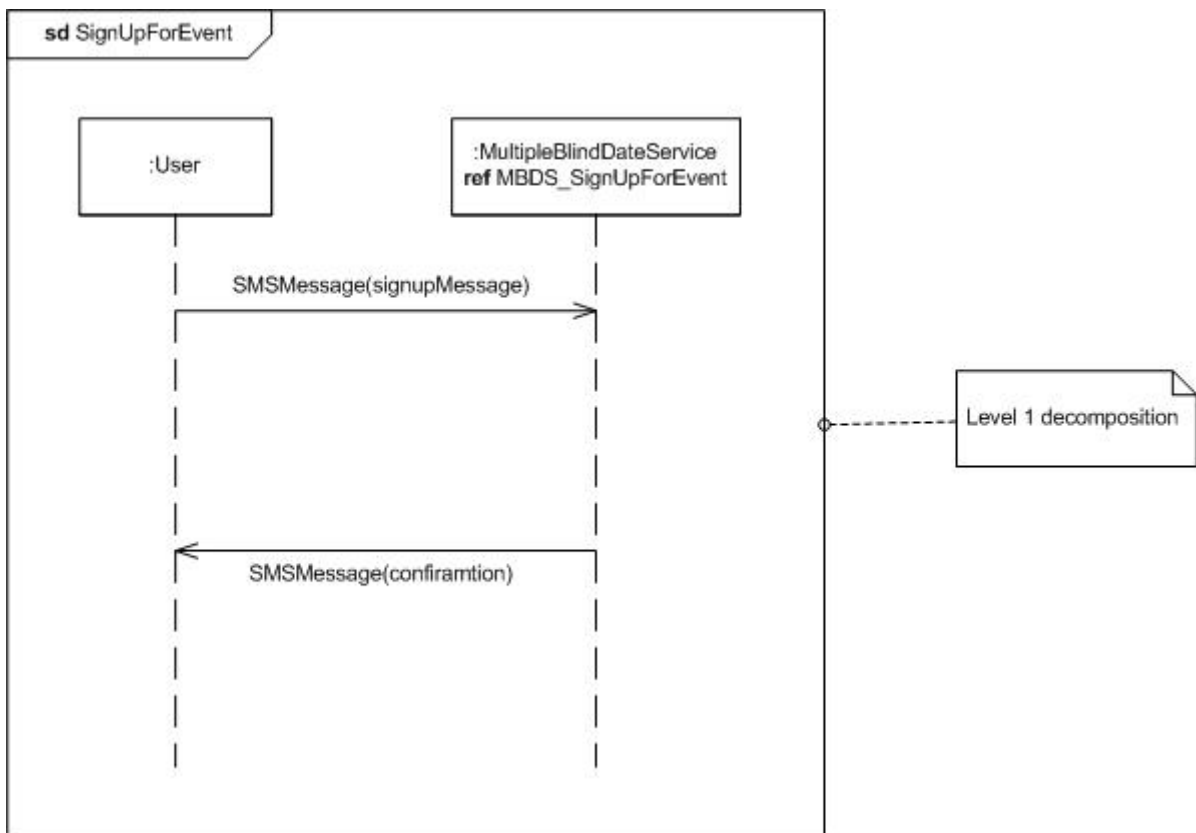 sd SignUpForEvent
:User
:MultipleBlindDateService
ref MBDS_SignUpForEvent
SMSMessage(signupMessage)
Level 1 decomposition
SMSMessage(confiramtion)